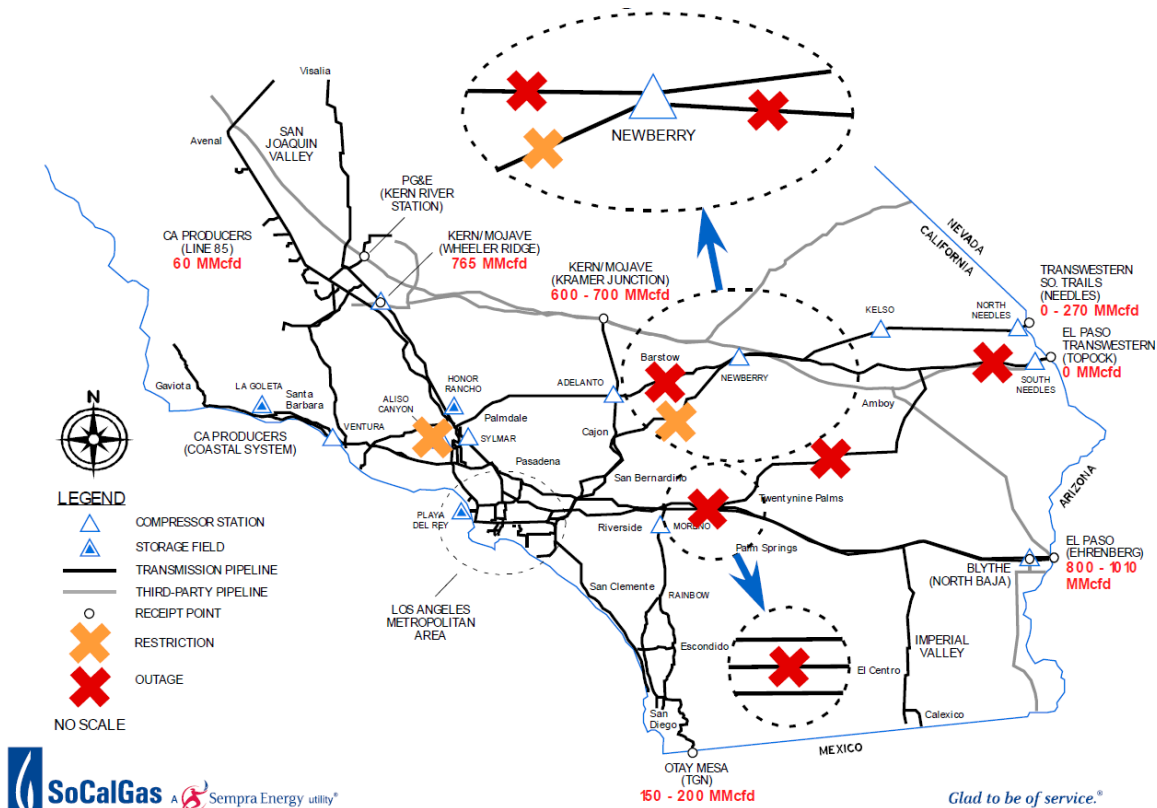 Visalia
Avenal
SAN
JOAQUIN
VALLEY
PG&E
(KERN RIVER
STATION)
CA PRODUCERS
(LINE 85)
60 MMcfd
KERN/MOJAVE
(WHEELER RIDGE)
765 MMcfd
KERN/MOJAVE
(KRAMER JUNCTION)
600 - 700 MMcfd
NEWBERRY
NEVADA
CALIFORNIA
TRANSWESTERN
SO. TRAILS
(NEEDLES)
0 - 270 MMcfd
EL PASO
TRANSWESTERN
(TOPOCK)
0 MMcfd
KELSO
NORTH
NEEDLES
SOUTH
NEEDLES
Barstow
NEWBERRY
ADELANTO
Amboy
Cajon
HONOR
RANCHO
ALISO
CANYON
Palmdale
SYLMAR
Gaviota
LA GOLETA
Santa
Barbara
VENTURA
CA PRODUCERS
(COASTAL SYSTEM)
Pasadena
San Bernardino
Twentynine Palms
PLAYA
DEL REY
Riverside
MORENO
Palm Springs
ARIZONA
EL PASO
(EHRENBERG)
800 - 1010
MMcfd
BLYTHE
(NORTH BAJA)
San Clemente
RAINBOW
LOS ANGELES
METROPOLITAN
AREA
Escondido
El Centro
IMPERIAL
VALLEY
San
Diego
Calexico
MEXICO
OTAY MESA
(TGN)
150 - 200 MMcfd
N
LEGEND
COMPRESSOR STATION
STORAGE FIELD
TRANSMISSION PIPELINE
THIRD-PARTY PIPELINE
RECEIPT POINT
RESTRICTION
OUTAGE
NO SCALE
SoCalGas
A Sempra Energy utility®
Glad to be of service.®